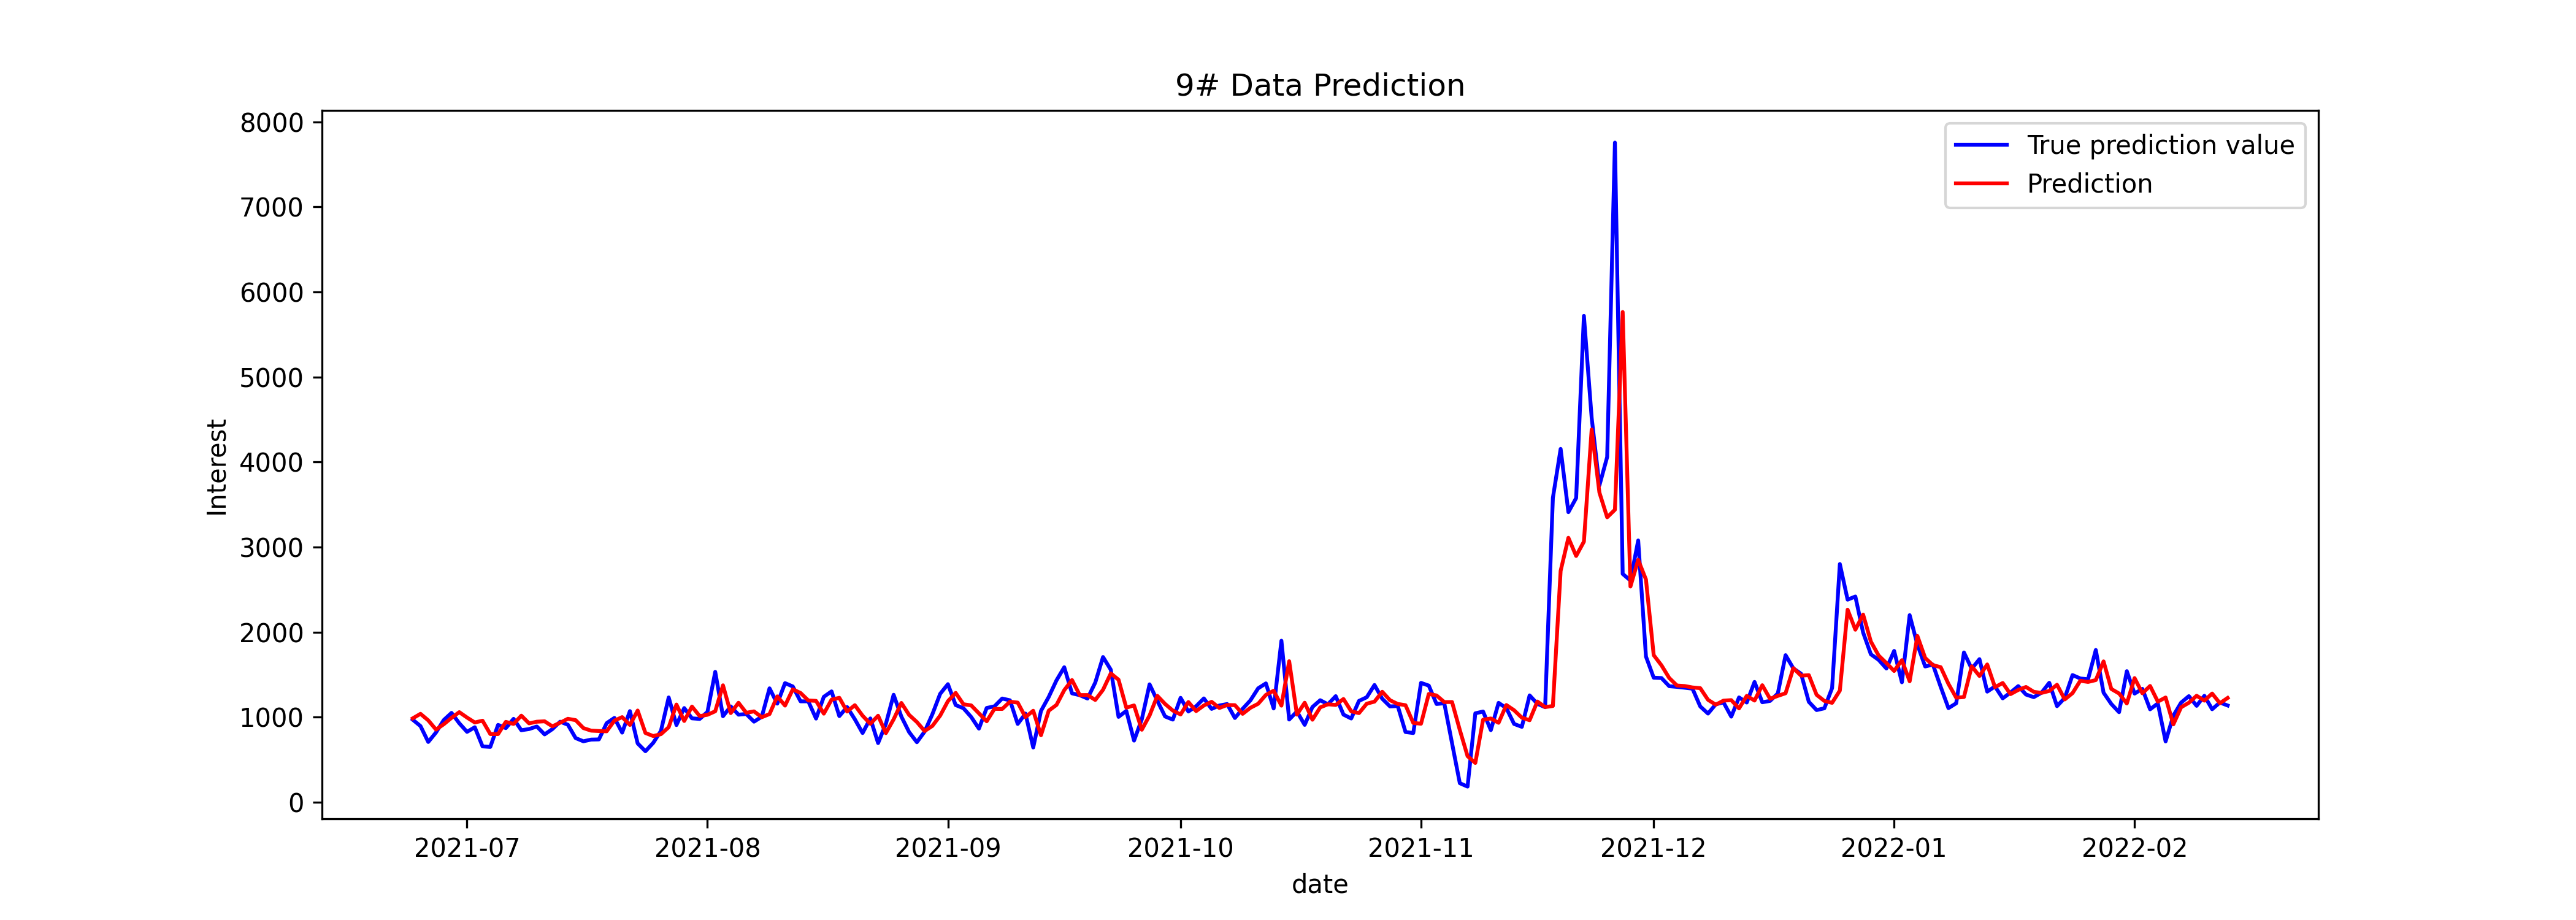 9# Data Prediction
True prediction value
Prediction
8000
7000
6000
5000
4000
3000
2000
1000
0
Interest
2021-07 2021-08 2021-09 2021-10 2021-11 2021-12 2022-01 2022-02
date